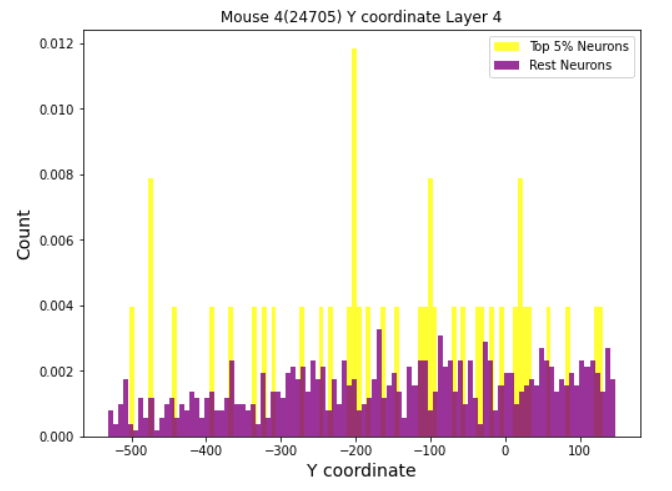 Mouse 4(24705) Y coordinate Layer 4
Top 5% Neurons
Rest Neurons
Count
0.012
0.010
0.008
0.006
0.004
0.002
0.000
−500 −400 −300 −200 −100 0 100
Y coordinate